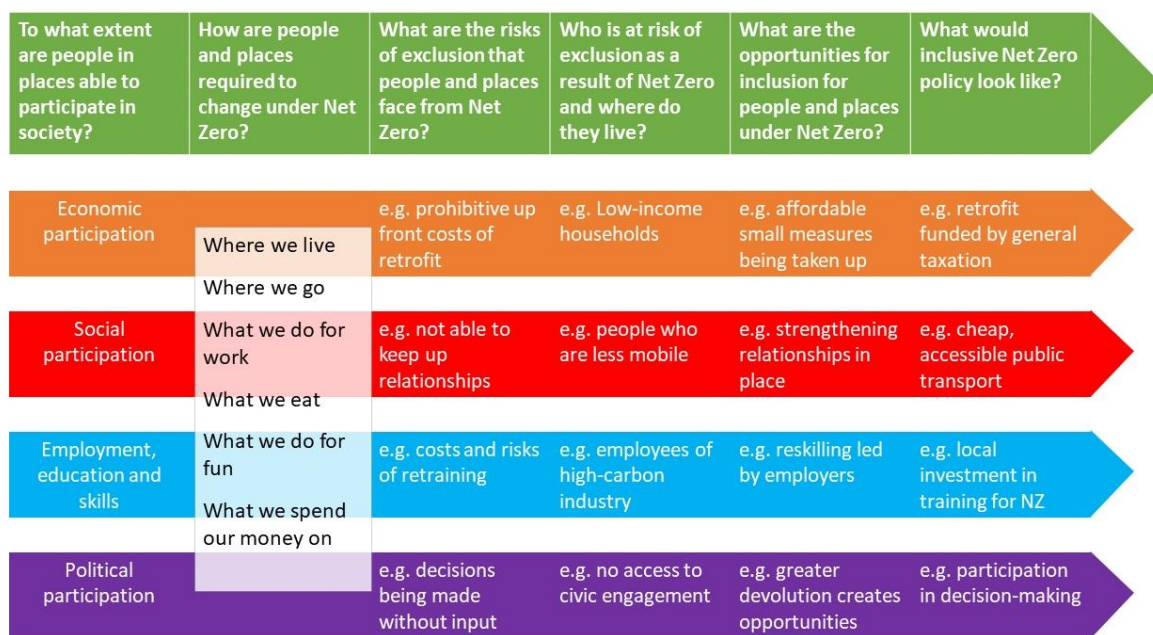 To what extent
are people in
places able to
participate in
society?
How are people
and places
required to
change under Net
Zero?
What are the risks
of exclusion that
people and places
face from Net
Zero?
Who is at risk of
exclusion as a
result of Net Zero
and where do
they live?
What are the
opportunities for
inclusion for
people and places
under Net Zero?
What would
inclusive Net Zero
policy look like?
Economic
participation
e.g. prohibitive up
front costs of
retrofit
e.g. Low-income
households
e.g. affordable
small measures
being taken up
e.g. retrofit
funded by general
taxation
Where we live
Where we go
What we do for
work
What we eat
What we do for
fun
What we spend
our money on
Social
participation
e.g. not able to
keep up
relationships
e.g. people who
are less mobile
e.g. strengthening
relationships in
place
e.g. cheap,
accessible public
transport
Employment,
education and
skills
e.g. costs and risks
of retraining
e.g. employees of
high-carbon
industry
e.g. reskilling led
by employers
e.g. local
investment in
training for NZ
Political
participation
e.g. decisions
being made
without input
e.g. no access to
civic engagement
e.g. greater
devolution creates
opportunities
e.g. participation
in decision-making